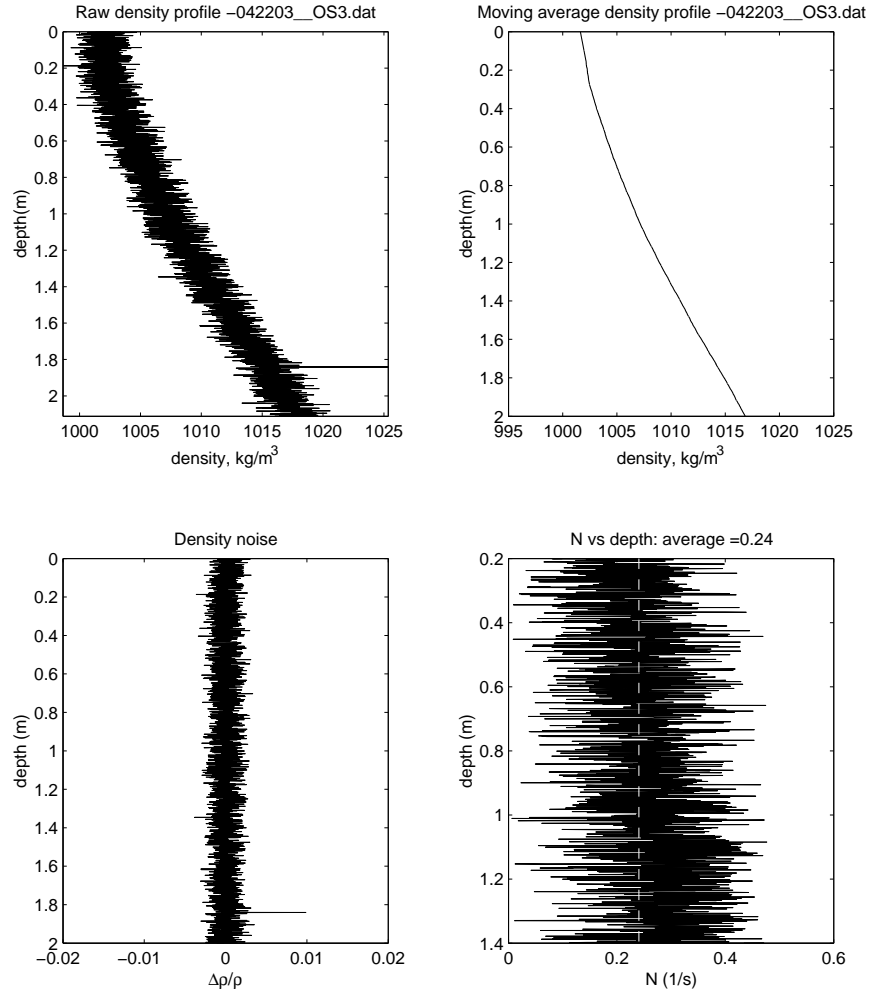 Raw density profile −042203__OS3.dat
0
0.2
0.4
0.6
0.8
1
1.2
1.4
1.6
1.8
2
depth(m)
1000 1005 1010 1015 1020 1025
density, kg/m³
Moving average density profile −042203__OS3.dat
0
0.2
0.4
0.6
0.8
1
1.2
1.4
1.6
1.8
2
depth(m)
995 1000 1005 1010 1015 1020 1025
density, kg/m³
Density noise
0
0.2
0.4
0.6
0.8
1
1.2
1.4
1.6
1.8
2
depth (m)
−0.02 −0.01 0 0.01 0.02
Δρ/ρ
N vs depth: average =0.24
0.2
0.4
0.6
0.8
1
1.2
1.4
depth (m)
0 0.2 0.4 0.6
N (1/s)